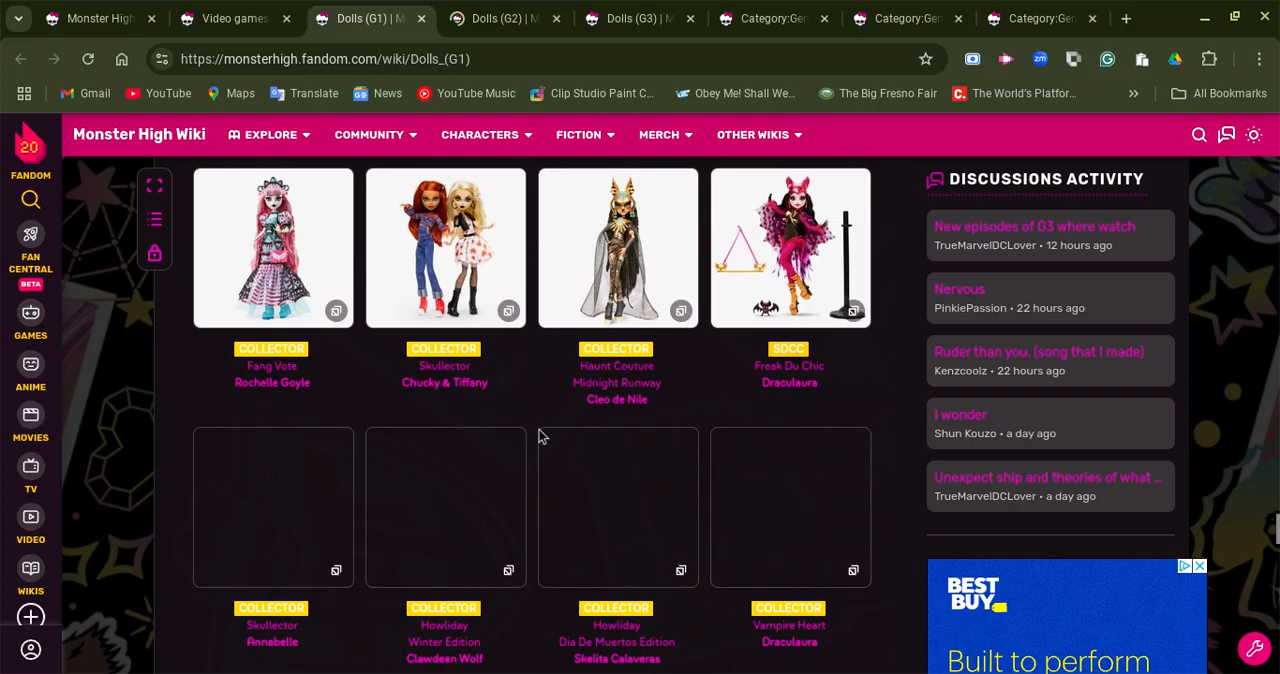 Monster High
Video games
Dolls (G1) | M
Dolls (G2) | M
Dolls (G3) | M
Category:Gen
Category:Gen
Category:Gen
https://monsterhigh.fandom.com/wiki/Dolls_(G1)
Gmail
YouTube
Maps
Translate
News
YouTube Music
Clip Studio Paint C...
Obey Me! Shall We...
The Big Fresno Fair
The World's Platfor...
All Bookmarks
20
FANDOM
FAN
CENTRAL
BETA
GAMES
ANIME
MOVIES
TV
VIDEO
WIKIS
Monster High Wiki
EXPLORE
COMMUNITY
CHARACTERS
FICTION
MERCH
OTHER WIKIS
COLLECTOR
Fang Vote
Rochelle Goyle
COLLECTOR
Skullector
Chucky & Tiffany
COLLECTOR
Haunt Couture
Midnight Runway
Cleo de Nile
SDCC
Freak Du Chic
Draculaura
COLLECTOR
Skullector
Annabelle
COLLECTOR
Howliday
Winter Edition
Clawdeen Wolf
COLLECTOR
Howliday
Dia De Muertos Edition
Skelita Calaveras
COLLECTOR
Vampire Heart
Draculaura
DISCUSSIONS ACTIVITY
New episodes of G3 where watch
TrueMarvelDCLover • 12 hours ago
Nervous
PinkiePassion • 22 hours ago
Ruder than you. (song that I made)
Kenzcoolz • 22 hours ago
I wonder
Shun Kouzo • a day ago
Unexpect ship and theories of what ...
TrueMarvelDCLover • a day ago
BEST
BUY
Built to perform